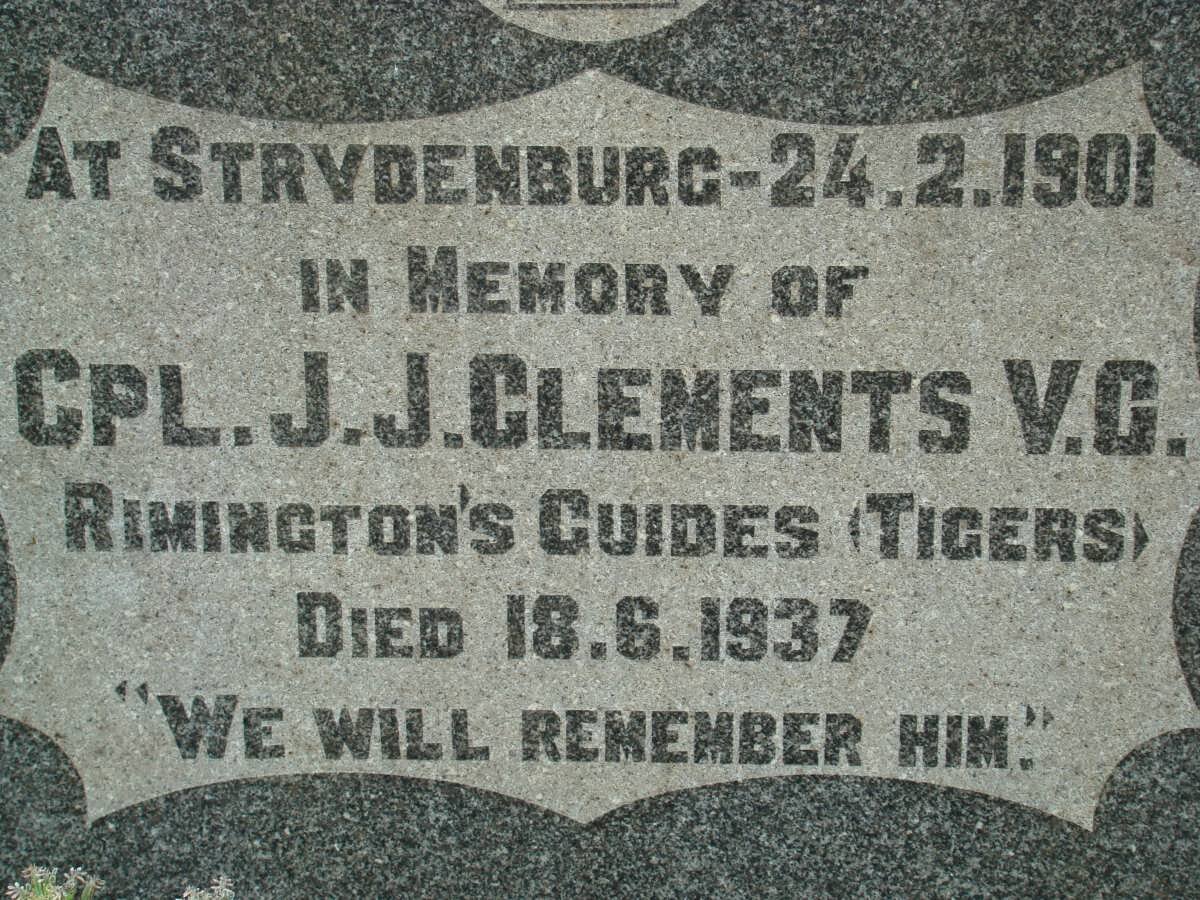 AT STRYDENBURG-24.2.1901
IN MEMORY OF
CPL. J.J. CLEMENTS V.C.
RIMINGTON'S GUIDES (TIGERS)
DIED 18.6.1937
"WE WILL REMEMBER HIM."